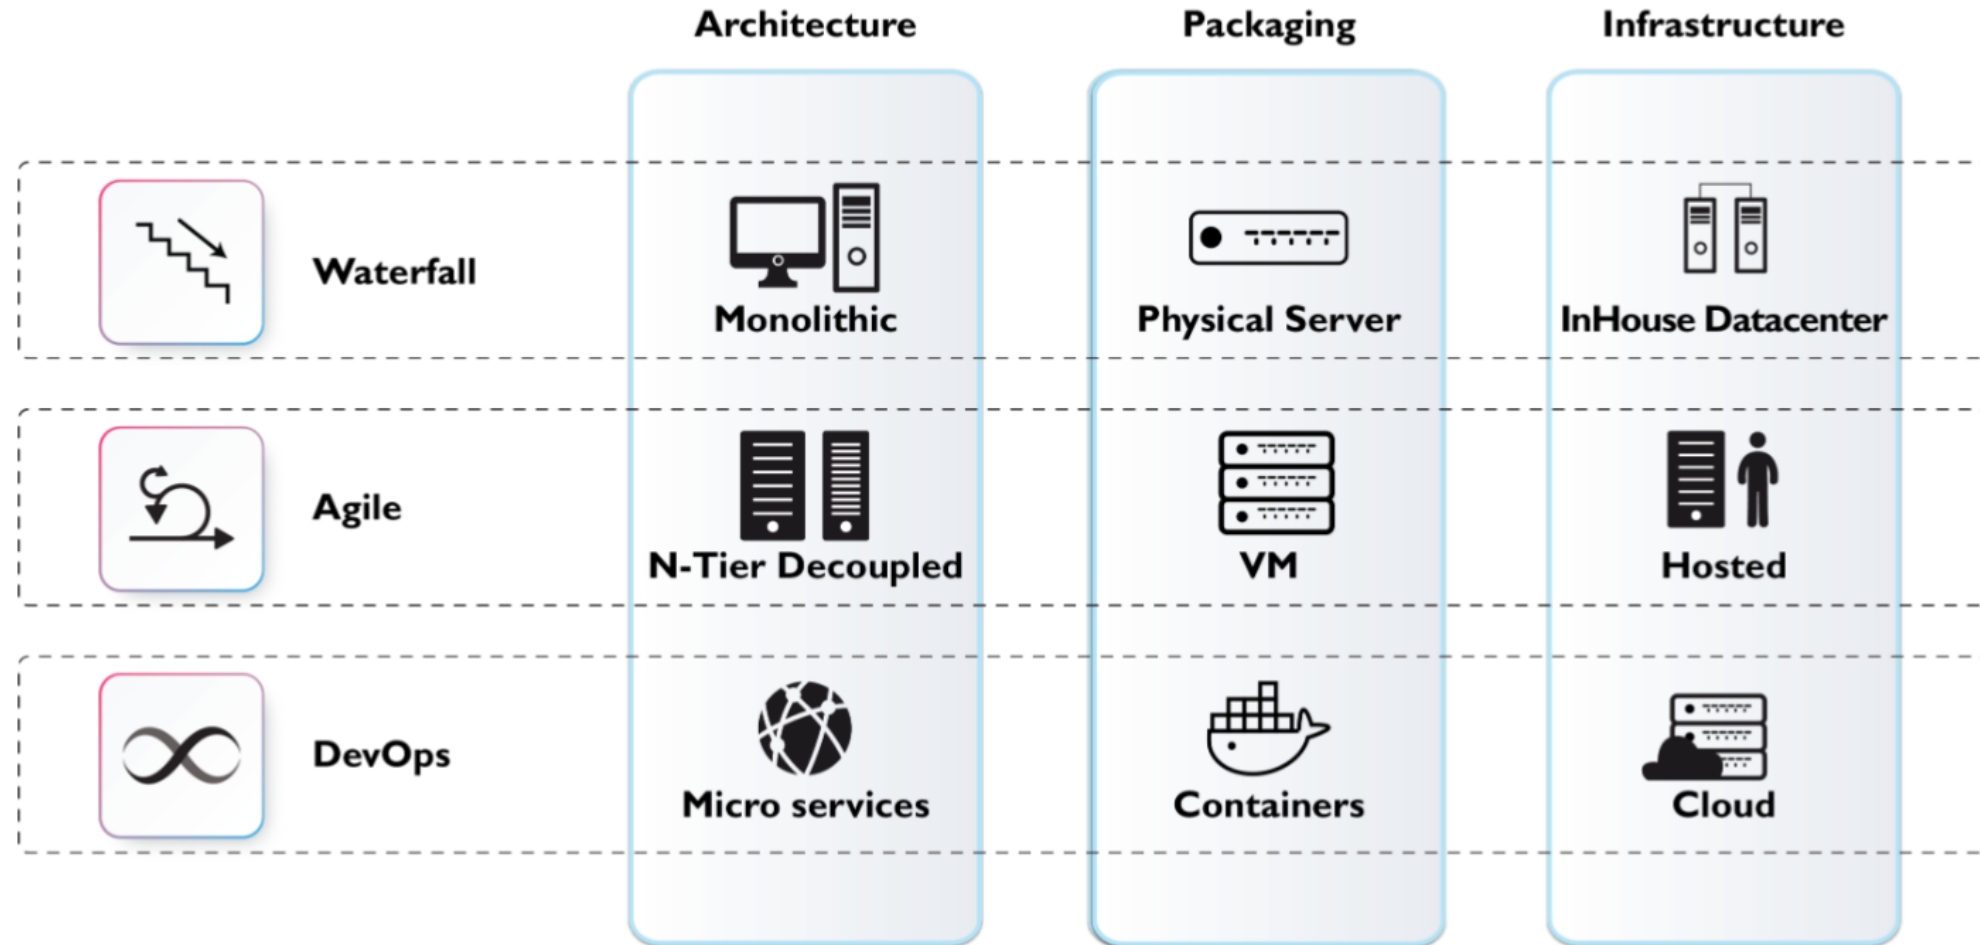 Architecture
Packaging
Infrastructure
Waterfall
Monolithic
Physical Server
InHouse Datacenter
Agile
N-Tier Decoupled
VM
Hosted
DevOps
Micro services
Containers
Cloud